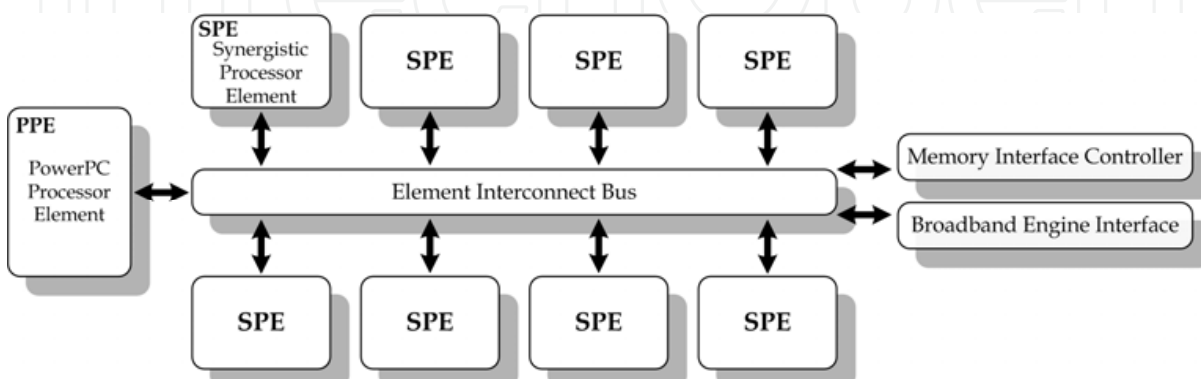 SPE
Synergistic
Processor
Element
SPE
SPE
SPE
PPE
PowerPC
Processor
Element
Element Interconnect Bus
Memory Interface Controller
Broadband Engine Interface
SPE
SPE
SPE
SPE